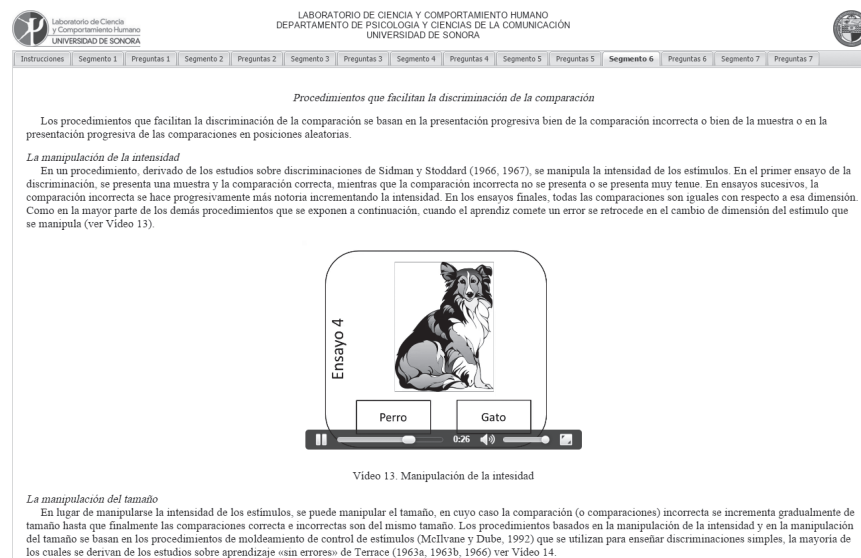 Laboratorio de Ciencia
y Comportamiento Humano
UNIVERSIDAD DE SONORA
LABORATORIO DE CIENCIA Y COMPORTAMIENTO HUMANO
DEPARTAMENTO DE PSICOLOGIA Y CIENCIAS DE LA COMUNICACIÓN
UNIVERSIDAD DE SONORA
Instrucciones Segmento 1 Preguntas 1 Segmento 2 Preguntas 2 Segmento 3 Preguntas 3 Segmento 4 Preguntas 4 Segmento 5 Preguntas 5 Segmento 6 Preguntas 6 Segmento 7 Preguntas 7
Procedimientos que facilitan la discriminación de la comparación
Los procedimientos que facilitan la discriminación de la comparación se basan en la presentación progresiva bien de la comparación incorrecta o bien de la muestra o en la
presentación progresiva de las comparaciones en posiciones aleatorias.
La manipulación de la intensidad
En un procedimiento, derivado de los estudios sobre discriminaciones de Sidman y Stoddard (1966, 1967), se manipula la intensidad de los estímulos. En el primer ensayo de la
discriminación, se presenta una muestra y la comparación correcta, mientras que la comparación incorrecta no se presenta o se presenta muy tenue. En ensayos sucesivos, la
comparación incorrecta se hace progresivamente más notoria incrementando la intensidad. En los ensayos finales, todas las comparaciones son iguales con respecto a esa dimensión.
Como en la mayor parte de los demás procedimientos que se exponen a continuación, cuando el aprendiz comete un error se retrocede en el cambio de dimensión del estímulo que
se manipula (ver Vídeo 13).
Ensayo 4
Perro
Gato
0:26
Vídeo 13. Manipulación de la intesidad
La manipulación del tamaño
En lugar de manipularse la intensidad de los estímulos, se puede manipular el tamaño, en cuyo caso la comparación (o comparaciones) incorrecta se incrementa gradualmente de
tamaño hasta que finalmente las comparaciones correcta e incorrectas son del mismo tamaño. Los procedimientos basados en la manipulación de la intensidad y en la manipulación
del tamaño se basan en los procedimientos de moldeamiento de control de estímulos (McIlvane y Dube, 1992) que se utilizan para enseñar discriminaciones simples, la mayoría de
los cuales se derivan de los estudios sobre aprendizaje «sin errores» de Terrace (1963a, 1963b, 1966) ver Vídeo 14.